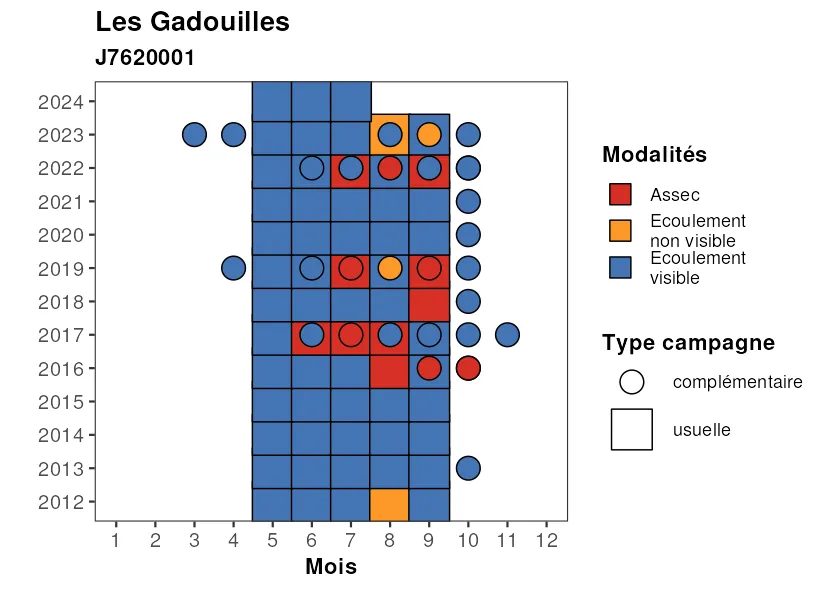 Les Gadouilles
J7620001
2024
2023
2022
2021
2020
2019
2018
2017
2016
2015
2014
2013
2012
1 2 3 4 5 6 7 8 9 10 11 12
Mois
Modalités
Assec
Ecoulement
non visible
Ecoulement
visible
Type campagne
complémentaire
usuelle